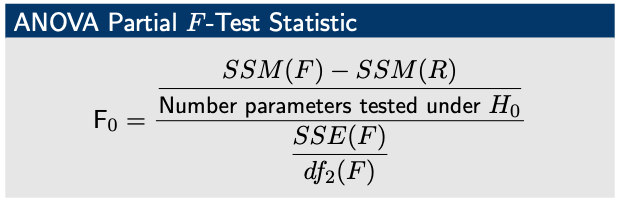 ANOVA Partial F-Test Statistic
SSM(F) − SSM(R)
Number parameters tested under H₀
F₀ =
SSE(F)
df₂(F)